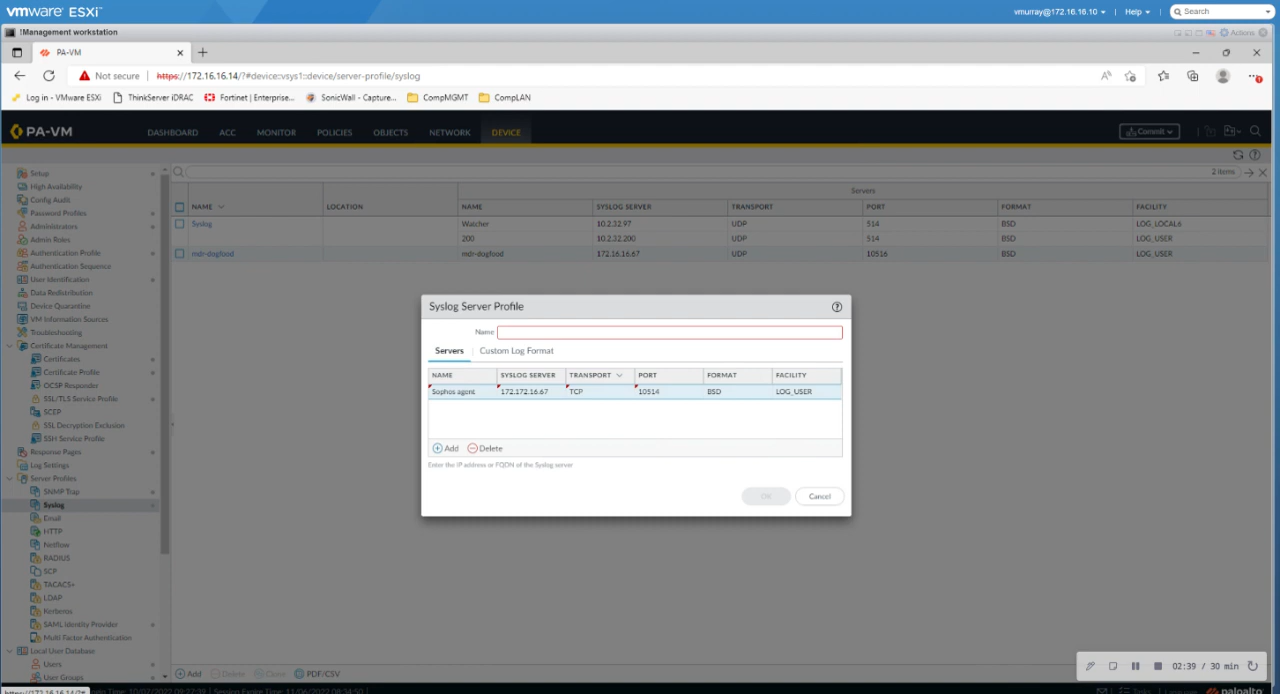 vmware ESXi
vmurray@172.16.16.10 | Help | Search
!Management workstation
Actions
PA-VM
Not secure | https://172.16.16.14/?#device::vsys1::device/server-profile/syslog
Log in - VMware ESXi ThinkServer iDRAC Fortinet | Enterprise... SonicWall - Capture... CompMGMT CompLAN
PA-VM DASHBOARD ACC MONITOR POLICIES OBJECTS NETWORK DEVICE Commit
Setup
High Availability
Config Audit
Password Profiles
Administrators
Admin Roles
Authentication Profile
Authentication Sequence
User Identification
Data Redistribution
Device Quarantine
VM Information Sources
Troubleshooting
Certificate Management
Certificates
Certificate Profile
OCSP Responder
SSL/TLS Service Profile
SCEP
SSL Decryption Exclusion
SSH Service Profile
Response Pages
Log Settings
Server Profiles
SNMP Trap
Syslog
Email
HTTP
Netflow
RADIUS
SCP
TACACS+
LDAP
Kerberos
SAML Identity Provider
Multi Factor Authentication
Local User Database
Users
User Groups
2 items
Servers
NAME LOCATION NAME SYSLOG SERVER TRANSPORT PORT FORMAT FACILITY
Syslog Watcher 10.2.32.97 UDP 514 BSD LOG_LOCAL6
200 10.2.32.200 UDP 514 BSD LOG_USER
mdr-dogfood mdr-dogfood 172.16.16.67 UDP 10516 BSD LOG_USER
Syslog Server Profile
Name
Servers | Custom Log Format
NAME SYSLOG SERVER TRANSPORT PORT FORMAT FACILITY
Sophos agent 172.172.16.67 TCP 10514 BSD LOG_USER
Add Delete
Enter the IP address or FQDN of the Syslog server
OK Cancel
Add Delete Clone PDF/CSV
02:39 / 30 min
paloalto